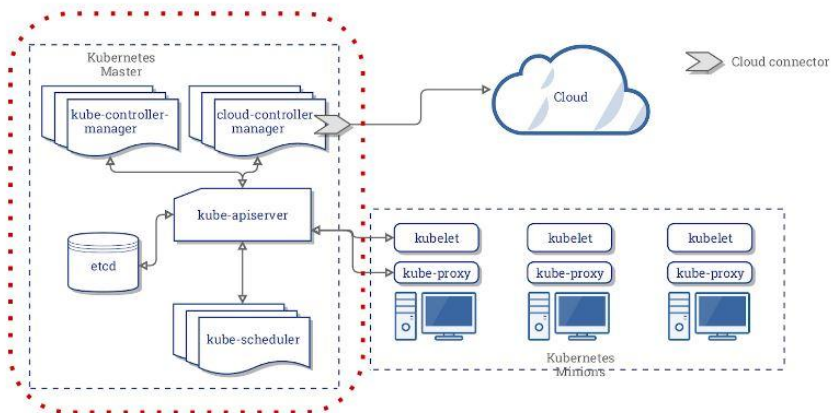 Kubernetes
Master
kube-controller-
manager
cloud-controller
manager
Cloud
Cloud connector
kube-apiserver
etcd
kube-scheduler
kubelet
kubelet
kubelet
kube-proxy
kube-proxy
kube-proxy
Kubernetes
Minions